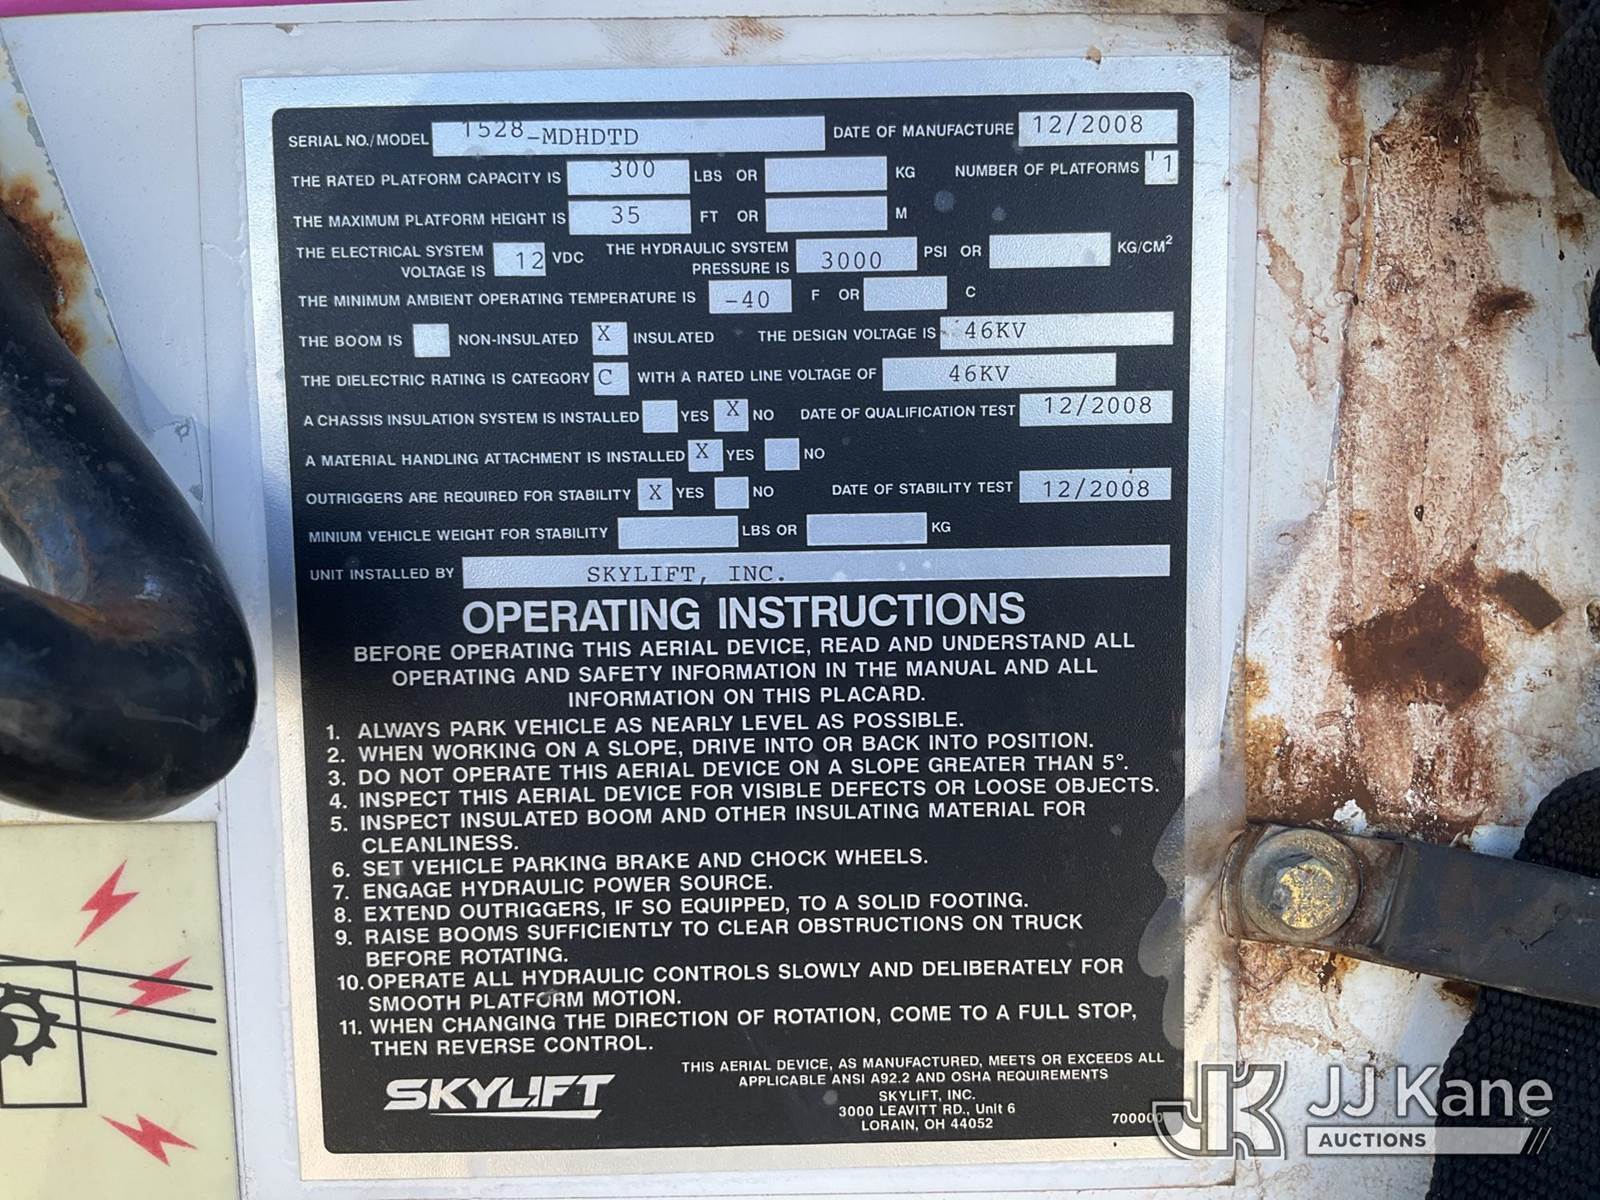 SERIAL NO./MODEL 1528-MDHDTD DATE OF MANUFACTURE 12/2008
THE RATED PLATFORM CAPACITY IS 300 LBS OR KG NUMBER OF PLATFORMS 1
THE MAXIMUM PLATFORM HEIGHT IS 35 FT OR M
THE ELECTRICAL SYSTEM VOLTAGE IS 12 VDC THE HYDRAULIC SYSTEM PRESSURE IS 3000 PSI OR KG/CM²
THE MINIMUM AMBIENT OPERATING TEMPERATURE IS -40 F OR C
THE BOOM IS NON-INSULATED X INSULATED THE DESIGN VOLTAGE IS 46KV
THE DIELECTRIC RATING IS CATEGORY C WITH A RATED LINE VOLTAGE OF 46KV
A CHASSIS INSULATION SYSTEM IS INSTALLED YES X NO DATE OF QUALIFICATION TEST 12/2008
A MATERIAL HANDLING ATTACHMENT IS INSTALLED X YES NO
OUTRIGGERS ARE REQUIRED FOR STABILITY X YES NO DATE OF STABILITY TEST 12/2008
MINIUM VEHICLE WEIGHT FOR STABILITY LBS OR KG
UNIT INSTALLED BY SKYLIFT, INC.
OPERATING INSTRUCTIONS
BEFORE OPERATING THIS AERIAL DEVICE, READ AND UNDERSTAND ALL
OPERATING AND SAFETY INFORMATION IN THE MANUAL AND ALL
INFORMATION ON THIS PLACARD.
1. ALWAYS PARK VEHICLE AS NEARLY LEVEL AS POSSIBLE.
2. WHEN WORKING ON A SLOPE, DRIVE INTO OR BACK INTO POSITION.
3. DO NOT OPERATE THIS AERIAL DEVICE ON A SLOPE GREATER THAN 5°.
4. INSPECT THIS AERIAL DEVICE FOR VISIBLE DEFECTS OR LOOSE OBJECTS.
5. INSPECT INSULATED BOOM AND OTHER INSULATING MATERIAL FOR
CLEANLINESS.
6. SET VEHICLE PARKING BRAKE AND CHOCK WHEELS.
7. ENGAGE HYDRAULIC POWER SOURCE.
8. EXTEND OUTRIGGERS, IF SO EQUIPPED, TO A SOLID FOOTING.
9. RAISE BOOMS SUFFICIENTLY TO CLEAR OBSTRUCTIONS ON TRUCK
BEFORE ROTATING.
10. OPERATE ALL HYDRAULIC CONTROLS SLOWLY AND DELIBERATELY FOR
SMOOTH PLATFORM MOTION.
11. WHEN CHANGING THE DIRECTION OF ROTATION, COME TO A FULL STOP,
THEN REVERSE CONTROL.
SKYLIFT
THIS AERIAL DEVICE, AS MANUFACTURED, MEETS OR EXCEEDS ALL
APPLICABLE ANSI A92.2 AND OSHA REQUIREMENTS
SKYLIFT, INC.
3000 LEAVITT RD., Unit 6
LORAIN, OH 44052
JK JJ Kane
AUCTIONS